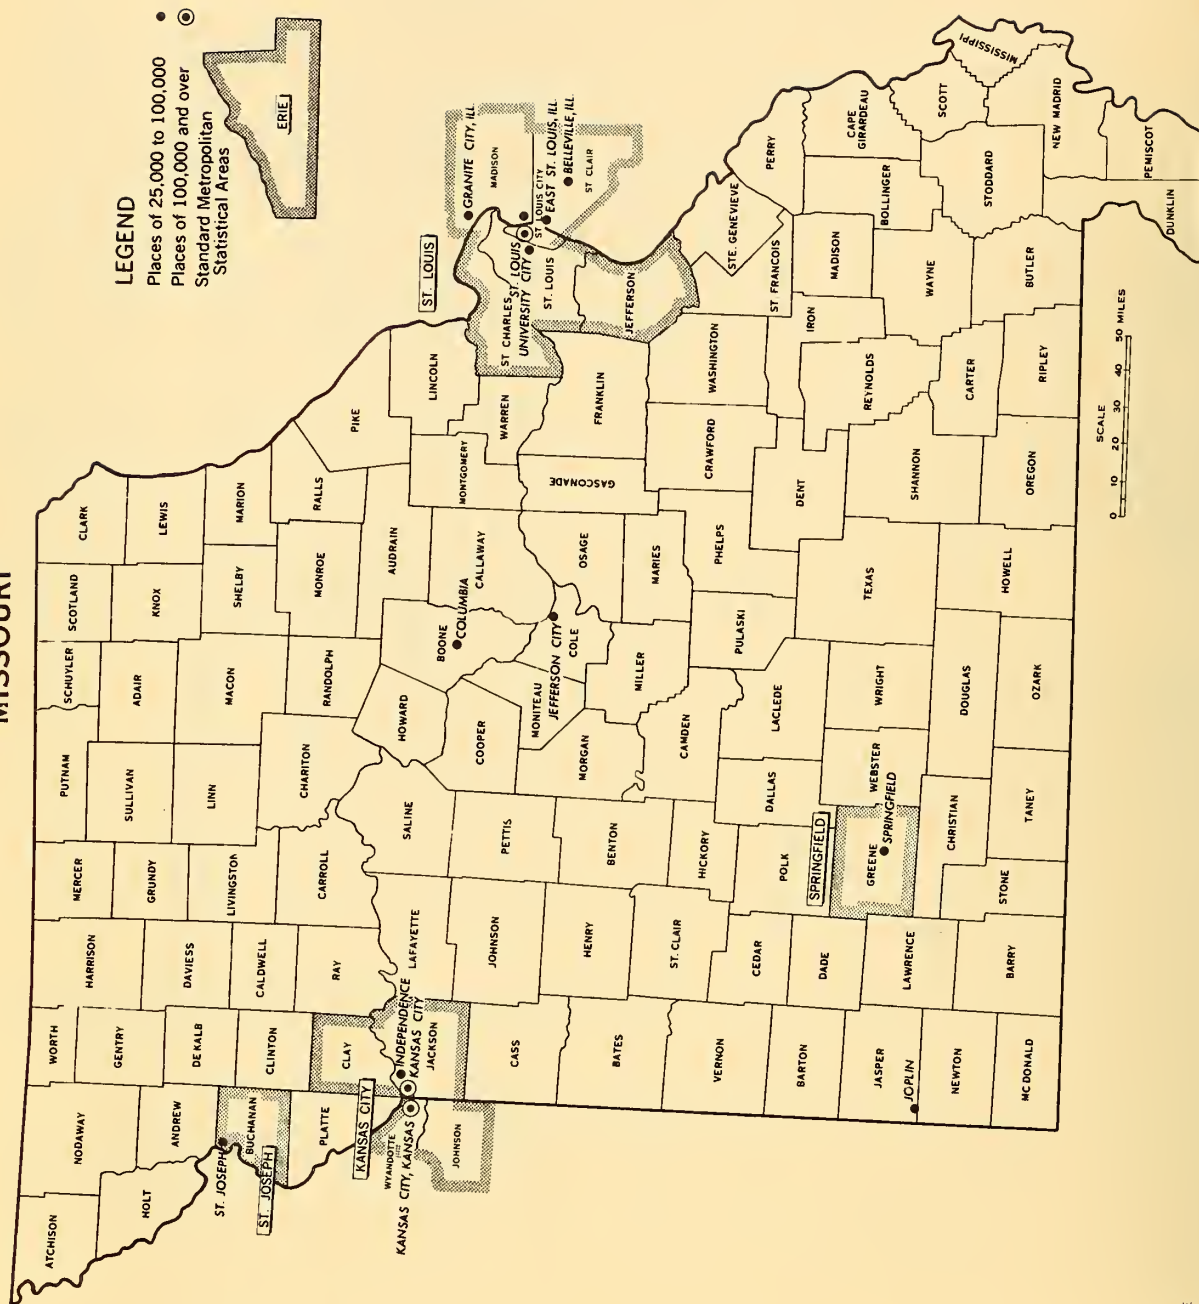 MISSOURI
LEGEND
Places of 25,000 to 100,000
Places of 100,000 and over
Standard Metropolitan
Statistical Areas
ERIE
ATCHISON
NODAWAY
WORTH
HARRISON
MERCER
PUTNAM
SCHUYLER
SCOTLAND
CLARK
HOLT
ANDREW
GENTRY
DE KALB
DAVIESS
GRUNDY
SULLIVAN
ADAIR
KNOX
LEWIS
ST. JOSEPH
BUCHANAN
ST. JOSEPH
CLINTON
CALDWELL
LIVINGSTON
LINN
MACON
SHELBY
MARION
PLATTE
CLAY
RAY
CARROLL
CHARITON
RANDOLPH
MONROE
RALLS
PIKE
KANSAS CITY
WYANDOTTE
KANSAS CITY, KANSAS
JOHNSON
INDEPENDENCE
KANSAS CITY
JACKSON
LAFAYETTE
SALINE
HOWARD
BOONE
COLUMBIA
AUDRAIN
CALLAWAY
MONTGOMERY
LINCOLN
WARREN
ST. LOUIS
ST CHARLES
ST. LOUIS
UNIVERSITY CITY
ST. LOUIS
ST LOUIS CITY
GRANITE CITY, ILL.
MADISON
EAST ST. LOUIS, ILL.
BELLEVILLE, ILL.
ST CLAIR
CASS
JOHNSON
PETTIS
COOPER
MONITEAU
JEFFERSON CITY
COLE
OSAGE
GASCONADE
FRANKLIN
JEFFERSON
BATES
HENRY
BENTON
MORGAN
MILLER
MARIES
VERNON
ST. CLAIR
HICKORY
CAMDEN
PULASKI
PHELPS
CRAWFORD
WASHINGTON
STE. GENEVIEVE
ST FRANCOIS
PERRY
BARTON
CEDAR
POLK
DALLAS
LACLEDE
DENT
IRON
MADISON
BOLLINGER
CAPE
GIRARDEAU
JASPER
JOPLIN
DADE
SPRINGFIELD
GREENE
SPRINGFIELD
WEBSTER
WRIGHT
TEXAS
SHANNON
REYNOLDS
WAYNE
STODDARD
SCOTT
MISSISSIPPI
NEWTON
LAWRENCE
CHRISTIAN
DOUGLAS
HOWELL
CARTER
BUTLER
NEW MADRID
MC DONALD
BARRY
STONE
TANEY
OZARK
OREGON
RIPLEY
DUNKLIN
PEMISCOT
SCALE
0 10 20 30 40 50 MILES